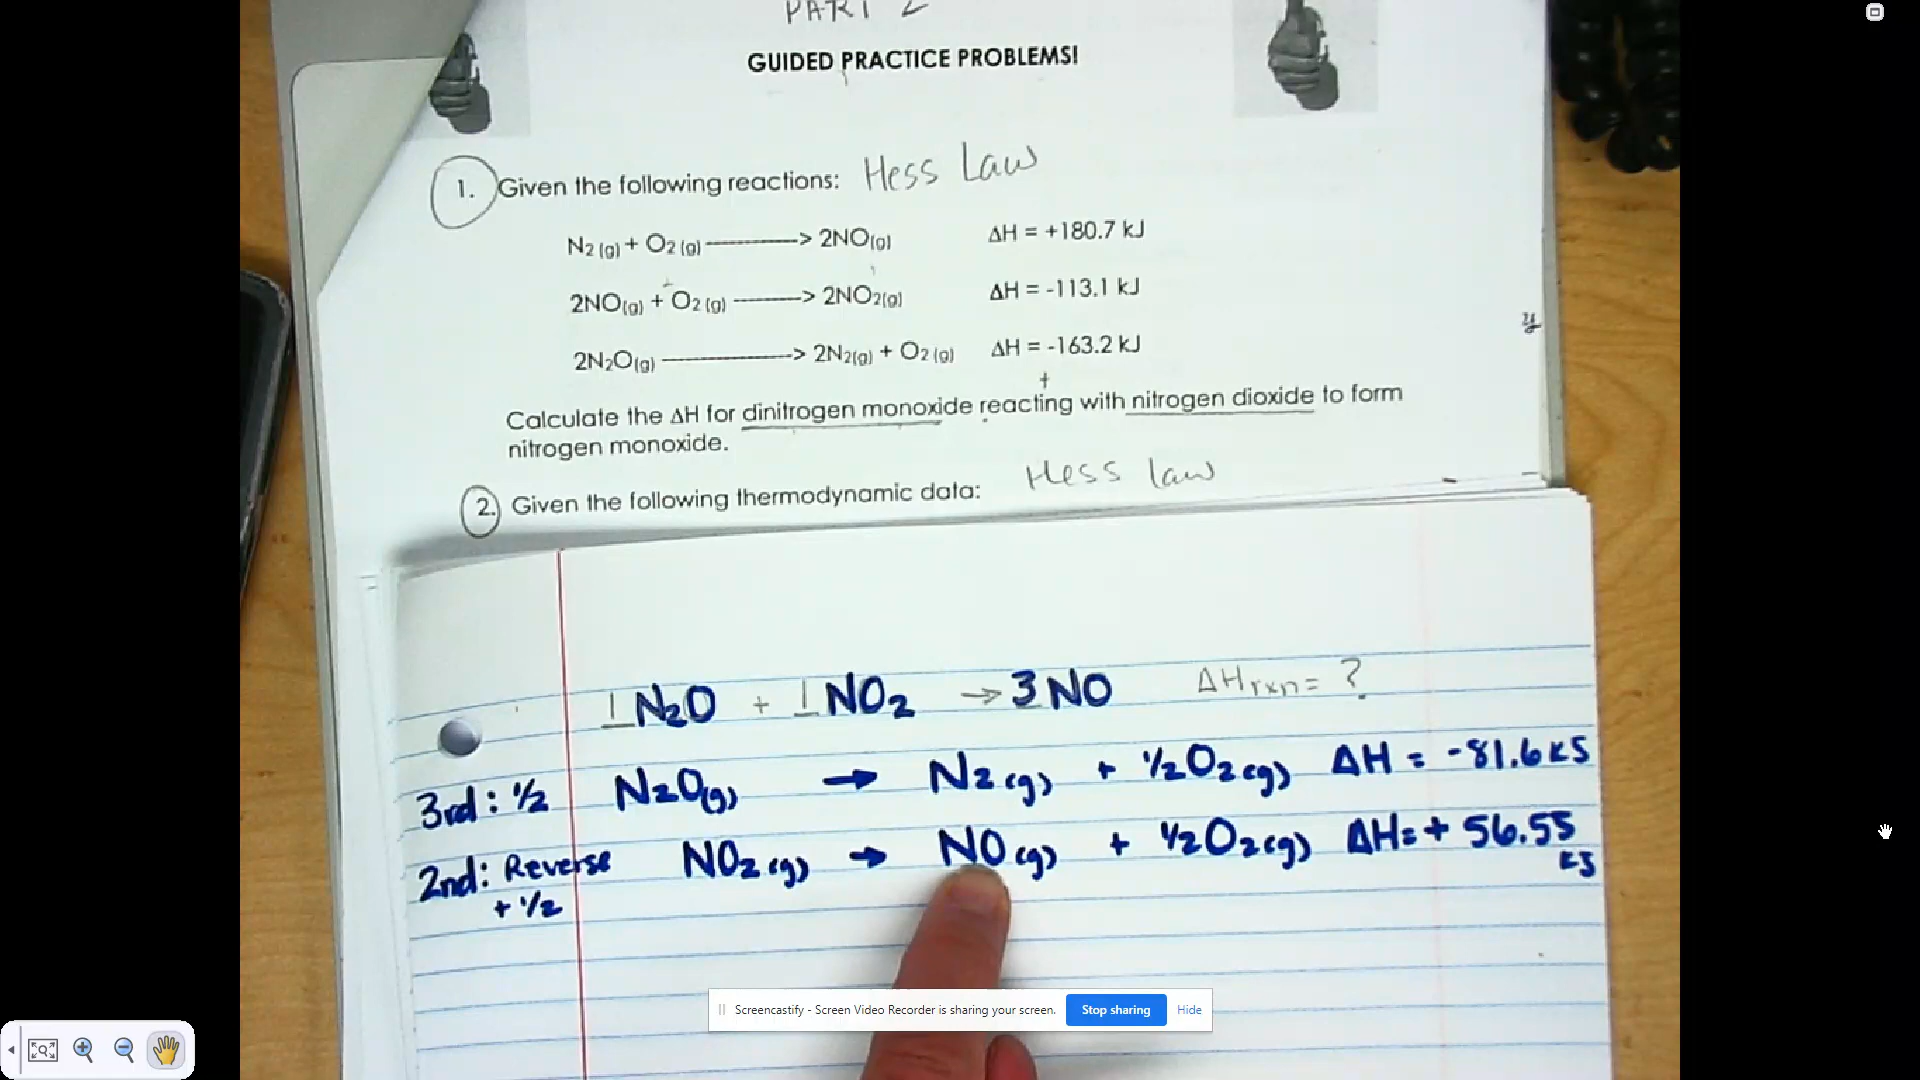 PART 2
GUIDED PRACTICE PROBLEMS!
1. Given the following reactions: Hess Law
N2 (g) + O2 (g) ------------> 2NO(g) ΔH = +180.7 kJ
2NO(g) + O2 (g) ---------> 2NO2(g) ΔH = -113.1 kJ
2N2O(g) -----------------> 2N2(g) + O2 (g) ΔH = -163.2 kJ
+
Calculate the ΔH for dinitrogen monoxide reacting with nitrogen dioxide to form
nitrogen monoxide.
2. Given the following thermodynamic data: Hess law
1 N2O + 1 NO2 → 3 NO ΔHrxn = ?
3rd: 1/2 N2O(g) → N2(g) + 1/2O2(g) ΔH = -81.6 kJ
2nd: Reverse NO2(g) → NO(g) + 1/2O2(g) ΔH = + 56.55
+ 1/2 kJ
Screencastify - Screen Video Recorder is sharing your screen. Stop sharing Hide